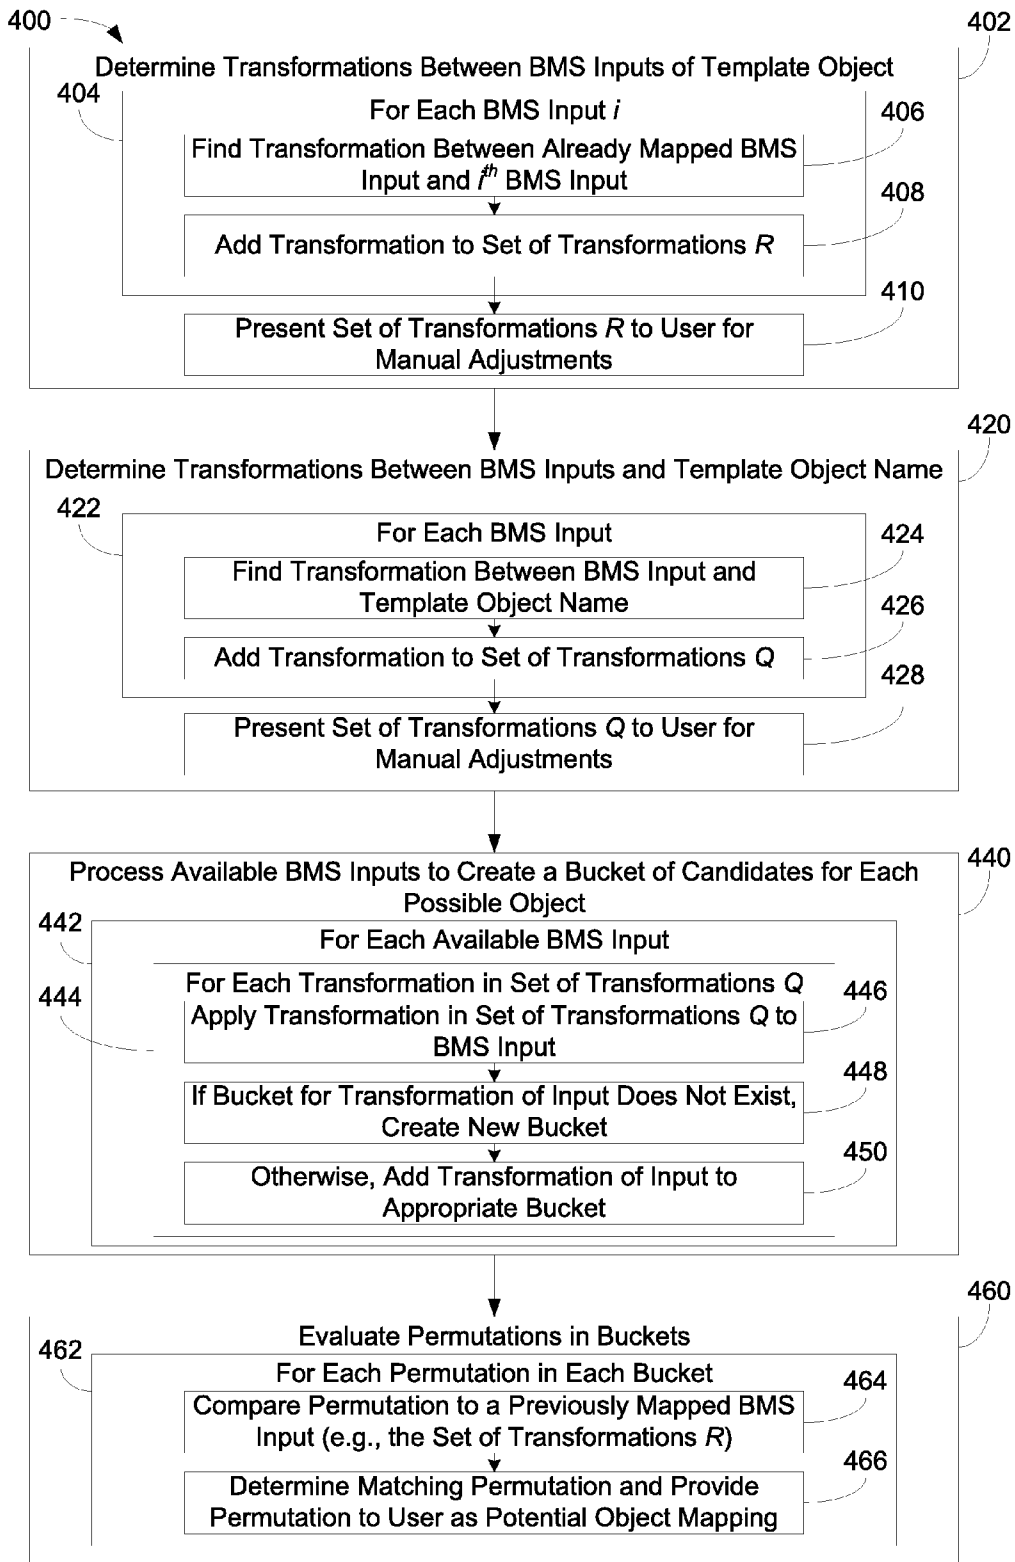 400
402
Determine Transformations Between BMS Inputs of Template Object
404
For Each BMS Input i
406
Find Transformation Between Already Mapped BMS
Input and ith BMS Input
408
Add Transformation to Set of Transformations R
410
Present Set of Transformations R to User for
Manual Adjustments
420
Determine Transformations Between BMS Inputs and Template Object Name
422
For Each BMS Input
424
Find Transformation Between BMS Input and
Template Object Name
426
Add Transformation to Set of Transformations Q
428
Present Set of Transformations Q to User for
Manual Adjustments
440
Process Available BMS Inputs to Create a Bucket of Candidates for Each
Possible Object
442
For Each Available BMS Input
444
For Each Transformation in Set of Transformations Q
446
Apply Transformation in Set of Transformations Q to
BMS Input
448
If Bucket for Transformation of Input Does Not Exist,
Create New Bucket
450
Otherwise, Add Transformation of Input to
Appropriate Bucket
460
Evaluate Permutations in Buckets
462
For Each Permutation in Each Bucket
464
Compare Permutation to a Previously Mapped BMS
Input (e.g., the Set of Transformations R)
466
Determine Matching Permutation and Provide
Permutation to User as Potential Object Mapping